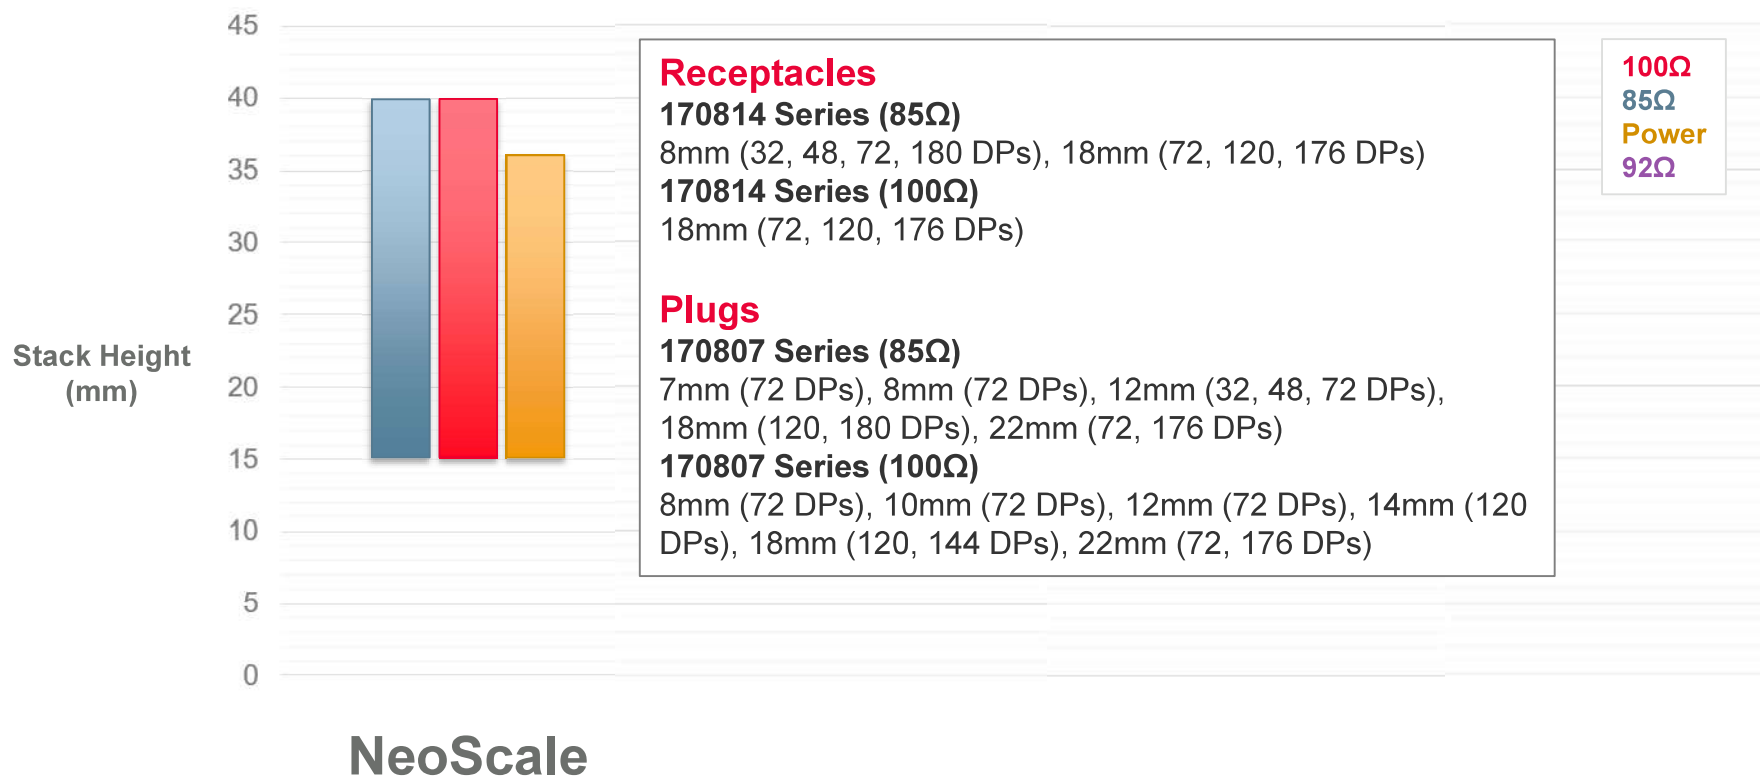 45
40
35
30
25
20
15
10
5
0
Stack Height
(mm)
NeoScale
Receptacles
170814 Series (85Ω)
8mm (32, 48, 72, 180 DPs), 18mm (72, 120, 176 DPs)
170814 Series (100Ω)
18mm (72, 120, 176 DPs)
Plugs
170807 Series (85Ω)
7mm (72 DPs), 8mm (72 DPs), 12mm (32, 48, 72 DPs),
18mm (120, 180 DPs), 22mm (72, 176 DPs)
170807 Series (100Ω)
8mm (72 DPs), 10mm (72 DPs), 12mm (72 DPs), 14mm (120
DPs), 18mm (120, 144 DPs), 22mm (72, 176 DPs)
100Ω
85Ω
Power
92Ω